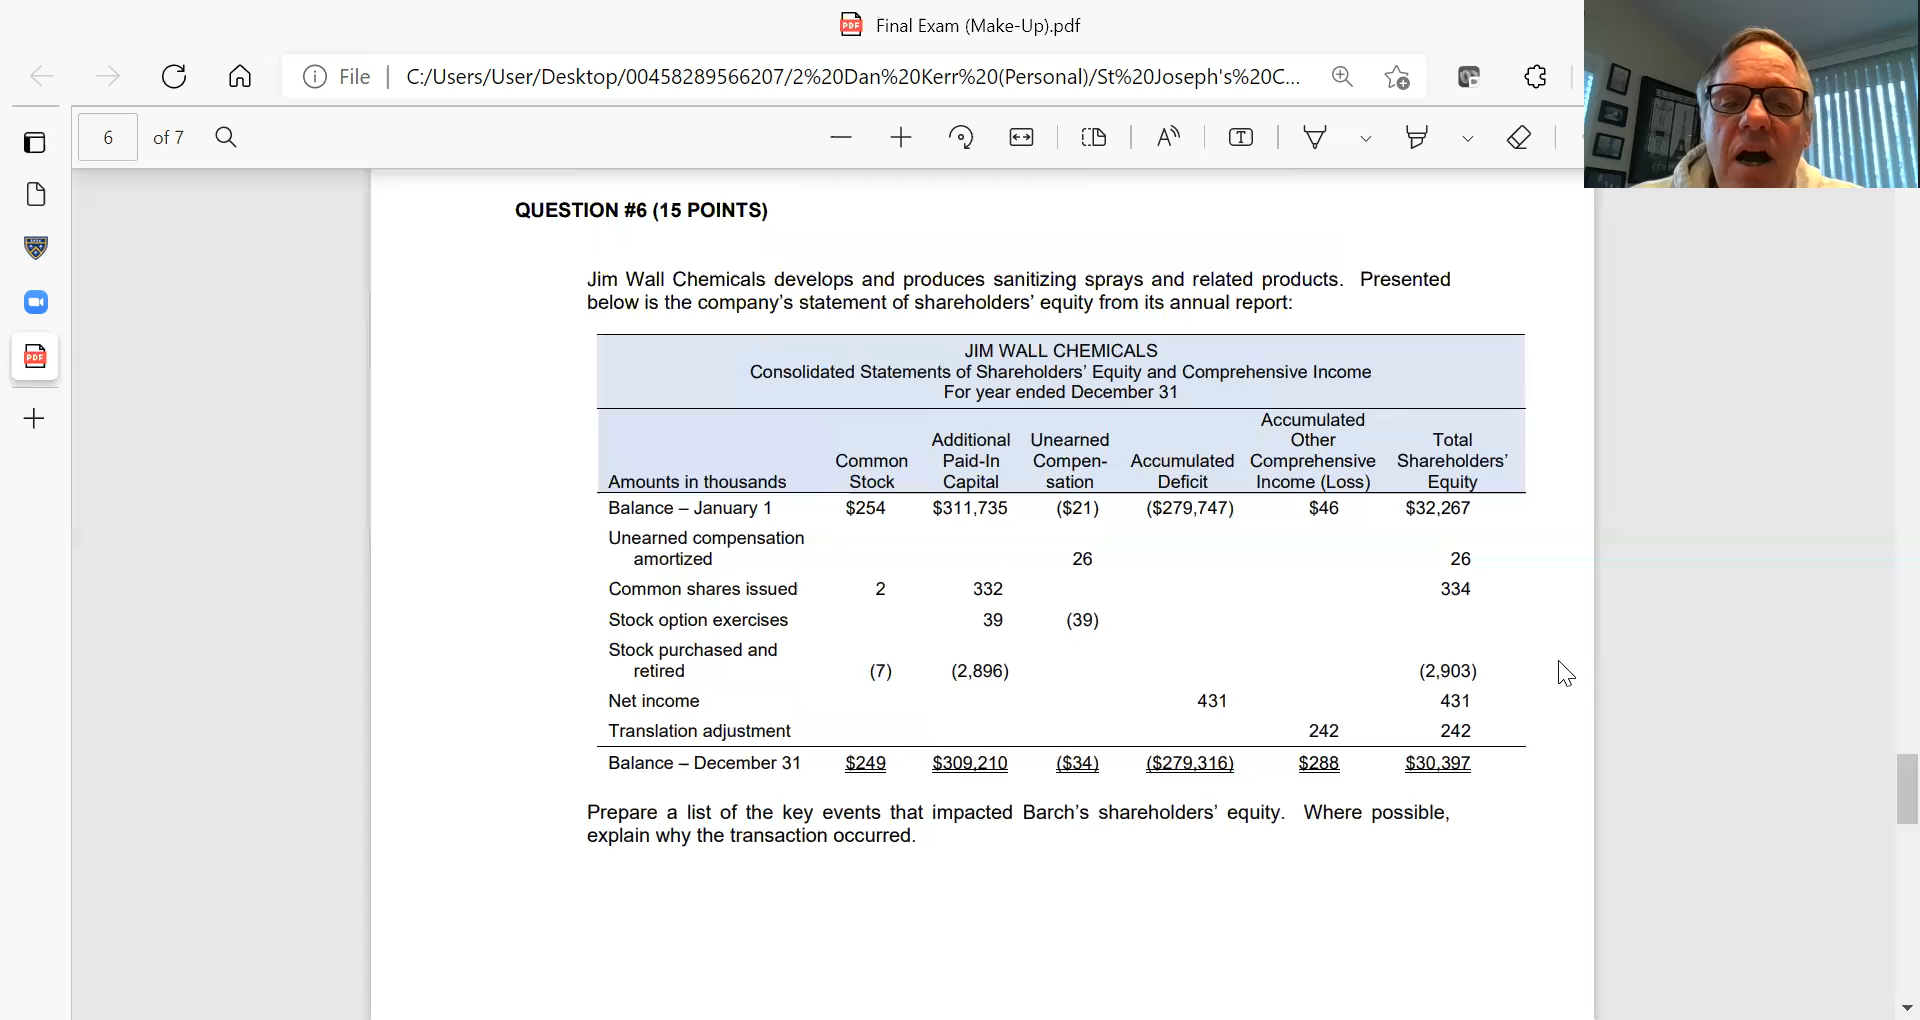 Final Exam (Make-Up).pdf
File | C:/Users/User/Desktop/00458289566207/2%20Dan%20Kerr%20(Personal)/St%20Joseph's%20C...
6 of 7
QUESTION #6 (15 POINTS)
Jim Wall Chemicals develops and produces sanitizing sprays and related products. Presented
below is the company's statement of shareholders' equity from its annual report:
JIM WALL CHEMICALS
Consolidated Statements of Shareholders' Equity and Comprehensive Income
For year ended December 31
Accumulated
Additional Unearned Other Total
Common Paid-In Compen- Accumulated Comprehensive Shareholders'
Amounts in thousands Stock Capital sation Deficit Income (Loss) Equity
Balance – January 1 $254 $311,735 ($21) ($279,747) $46 $32,267
Unearned compensation
amortized 26 26
Common shares issued 2 332 334
Stock option exercises 39 (39)
Stock purchased and
retired (7) (2,896) (2,903)
Net income 431 431
Translation adjustment 242 242
Balance – December 31 $249 $309,210 ($34) ($279,316) $288 $30,397
Prepare a list of the key events that impacted Barch's shareholders' equity. Where possible,
explain why the transaction occurred.